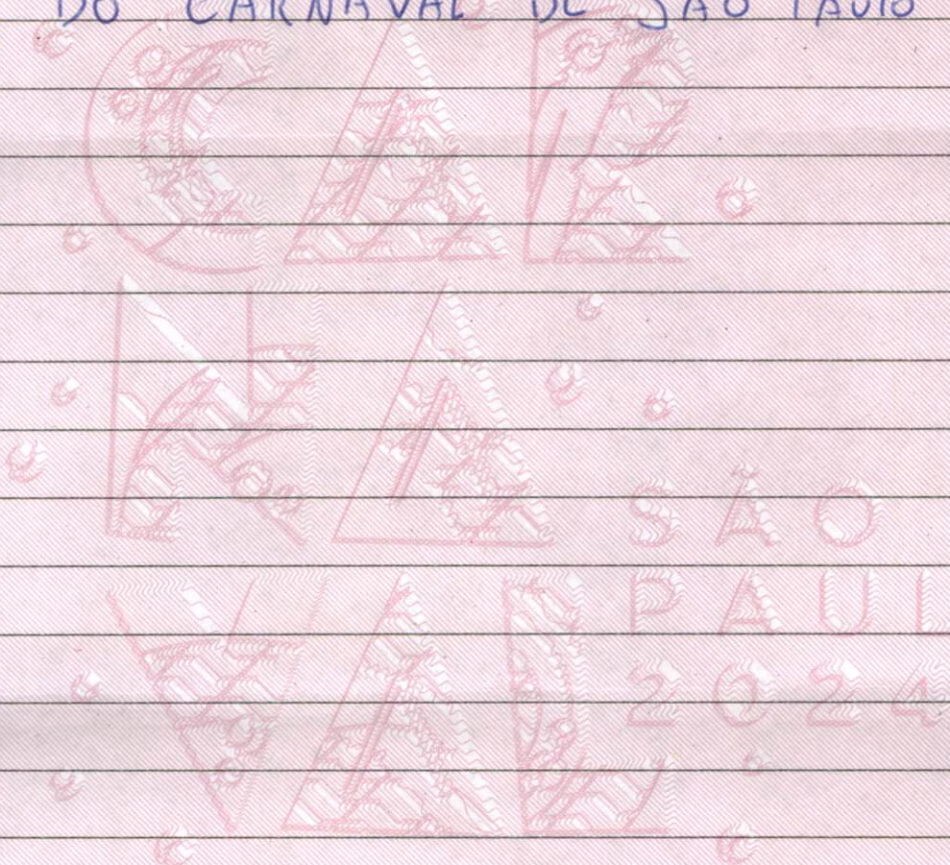 DO CARNAVAL DE SÃO PAULO
CAR
NA
SÃO
VAL
PAUL
2024